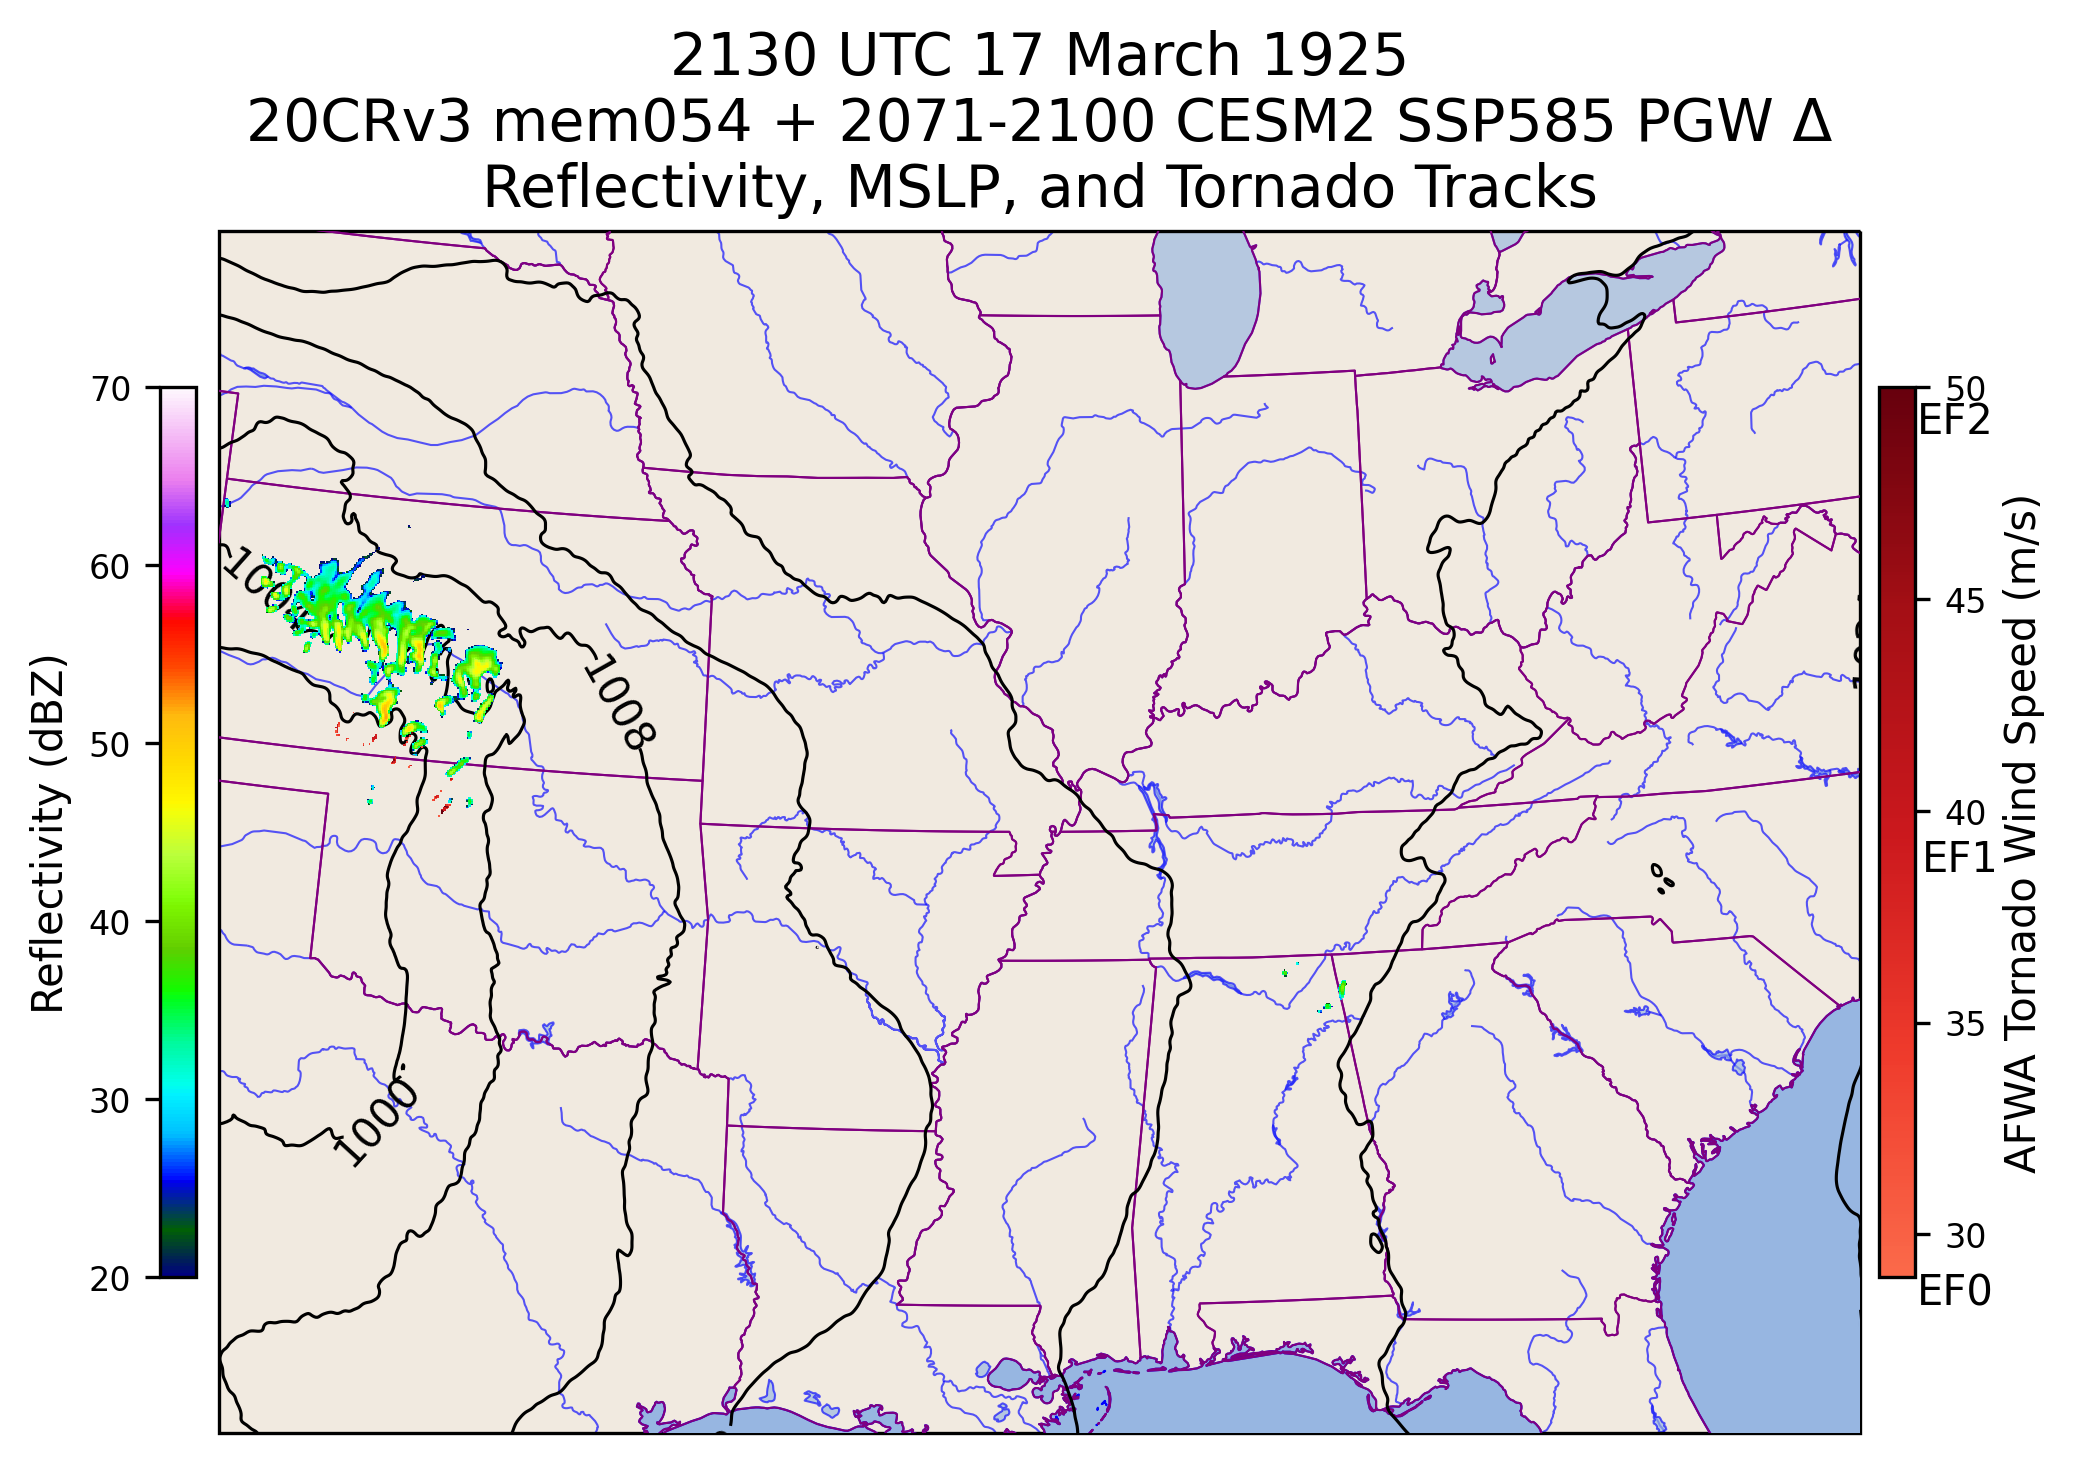 2130 UTC 17 March 1925
20CRv3 mem054 + 2071-2100 CESM2 SSP585 PGW Δ
Reflectivity, MSLP, and Tornado Tracks
70
60
50
40
30
20
Reflectivity (dBZ)
1008
1000
50
EF2
45
40
EF1
35
30
EF0
AFWA Tornado Wind Speed (m/s)